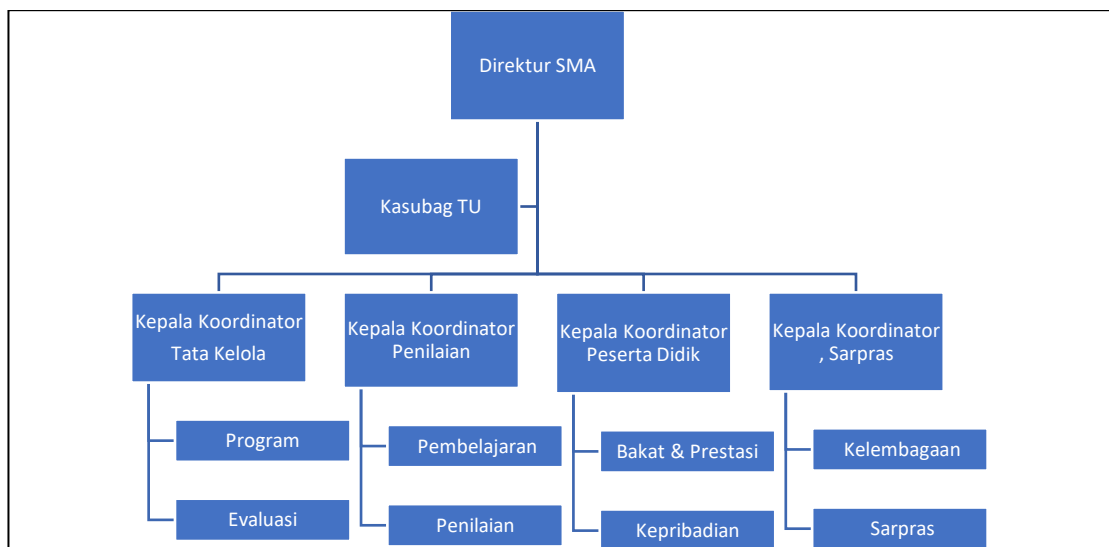 Direktur SMA
Kasubag TU
Kepala Koordinator
Tata Kelola
Program
Evaluasi
Kepala Koordinator
Penilaian
Pembelajaran
Penilaian
Kepala Koordinator
Peserta Didik
Bakat & Prestasi
Kepribadian
Kepala Koordinator
, Sarpras
Kelembagaan
Sarpras